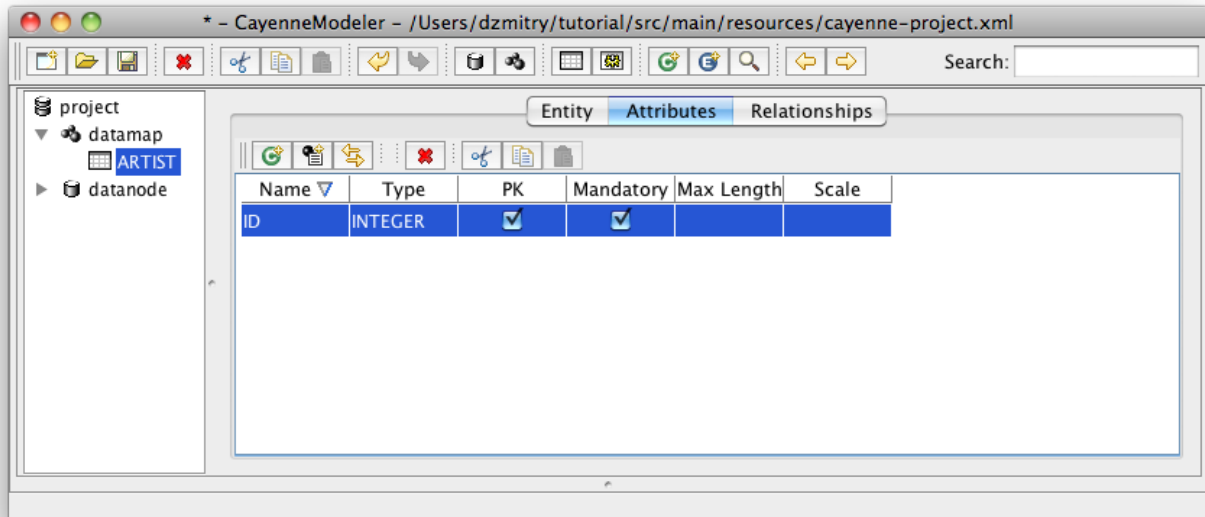 * – CayenneModeler – /Users/dzmitry/tutorial/src/main/resources/cayenne-project.xml
Search:
project
datamap
ARTIST
datanode
Entity Attributes Relationships
Name Type PK Mandatory Max Length Scale
ID INTEGER